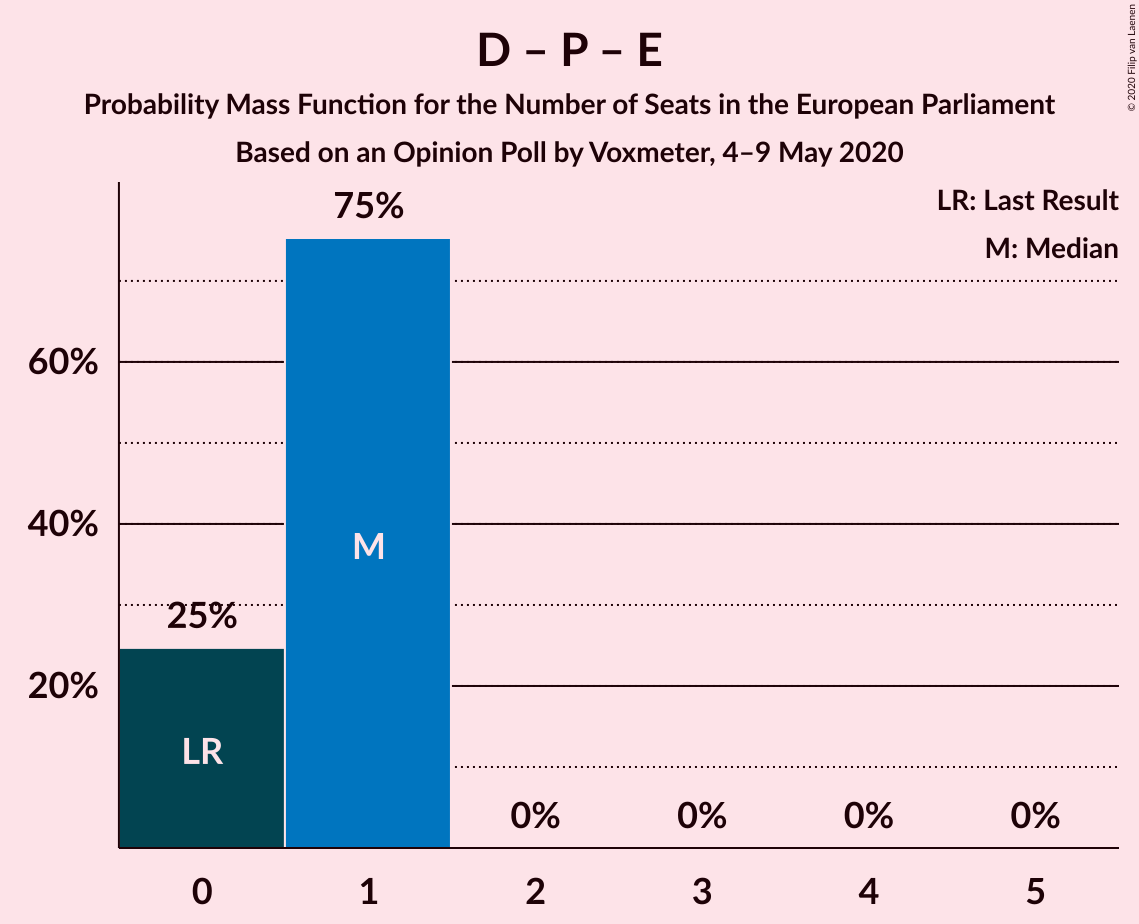 D – P – E
Probability Mass Function for the Number of Seats in the European Parliament
Based on an Opinion Poll by Voxmeter, 4–9 May 2020
© 2020 Filip van Laenen
LR: Last Result
M: Median
75%
60%
40%
M
25%
20%
LR
0% 0% 0% 0%
0 1 2 3 4 5